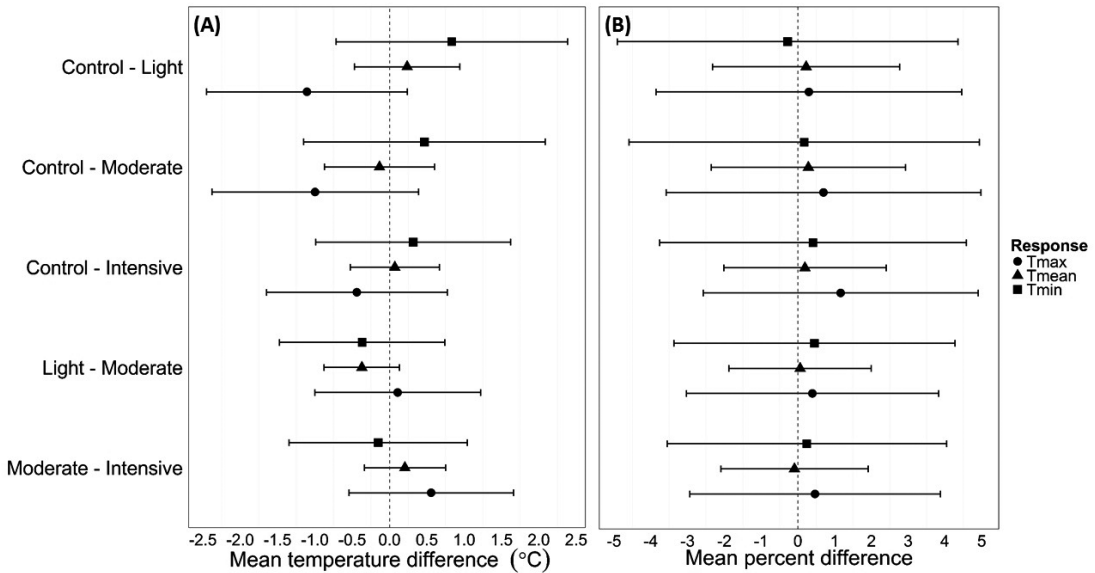 (A)
(B)
Control - Light
Control - Moderate
Control - Intensive
Light - Moderate
Moderate - Intensive
Response
Tmax
Tmean
Tmin
-2.5 -2.0 -1.5 -1.0 -0.5 0.0 0.5 1.0 1.5 2.0 2.5
-5 -4 -3 -2 -1 0 1 2 3 4 5
Mean temperature difference (°C)
Mean percent difference